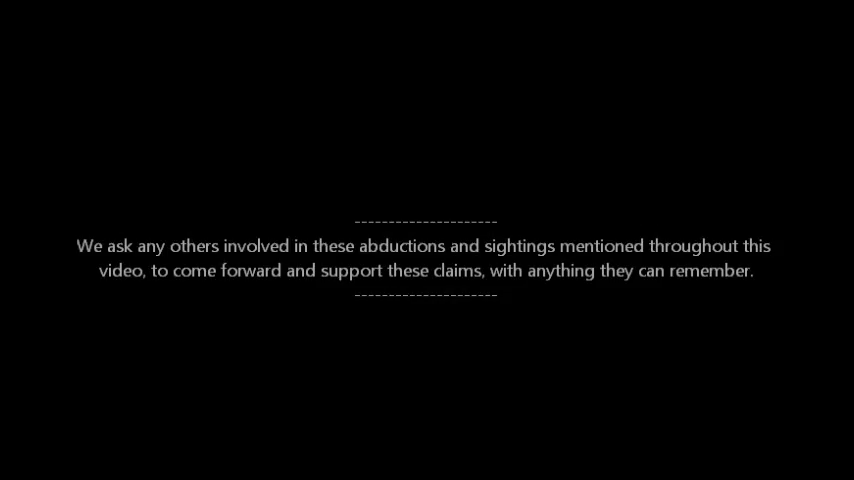 ---------------------
We ask any others involved in these abductions and sightings mentioned throughout this
video, to come forward and support these claims, with anything they can remember.
---------------------